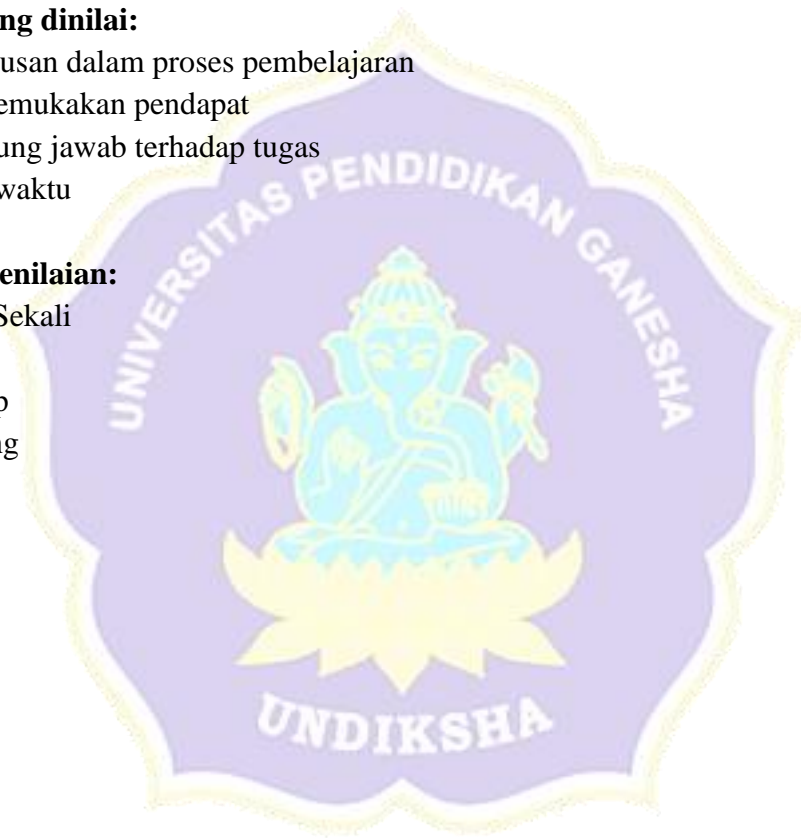 ng dinilai:
usan dalam proses pembelajaran
emukakan pendapat
ung jawab terhadap tugas
waktu
enilaian:
Sekali
p
ng
UNIVERSITAS PENDIDIKAN GANESHA
UNDIKSHA